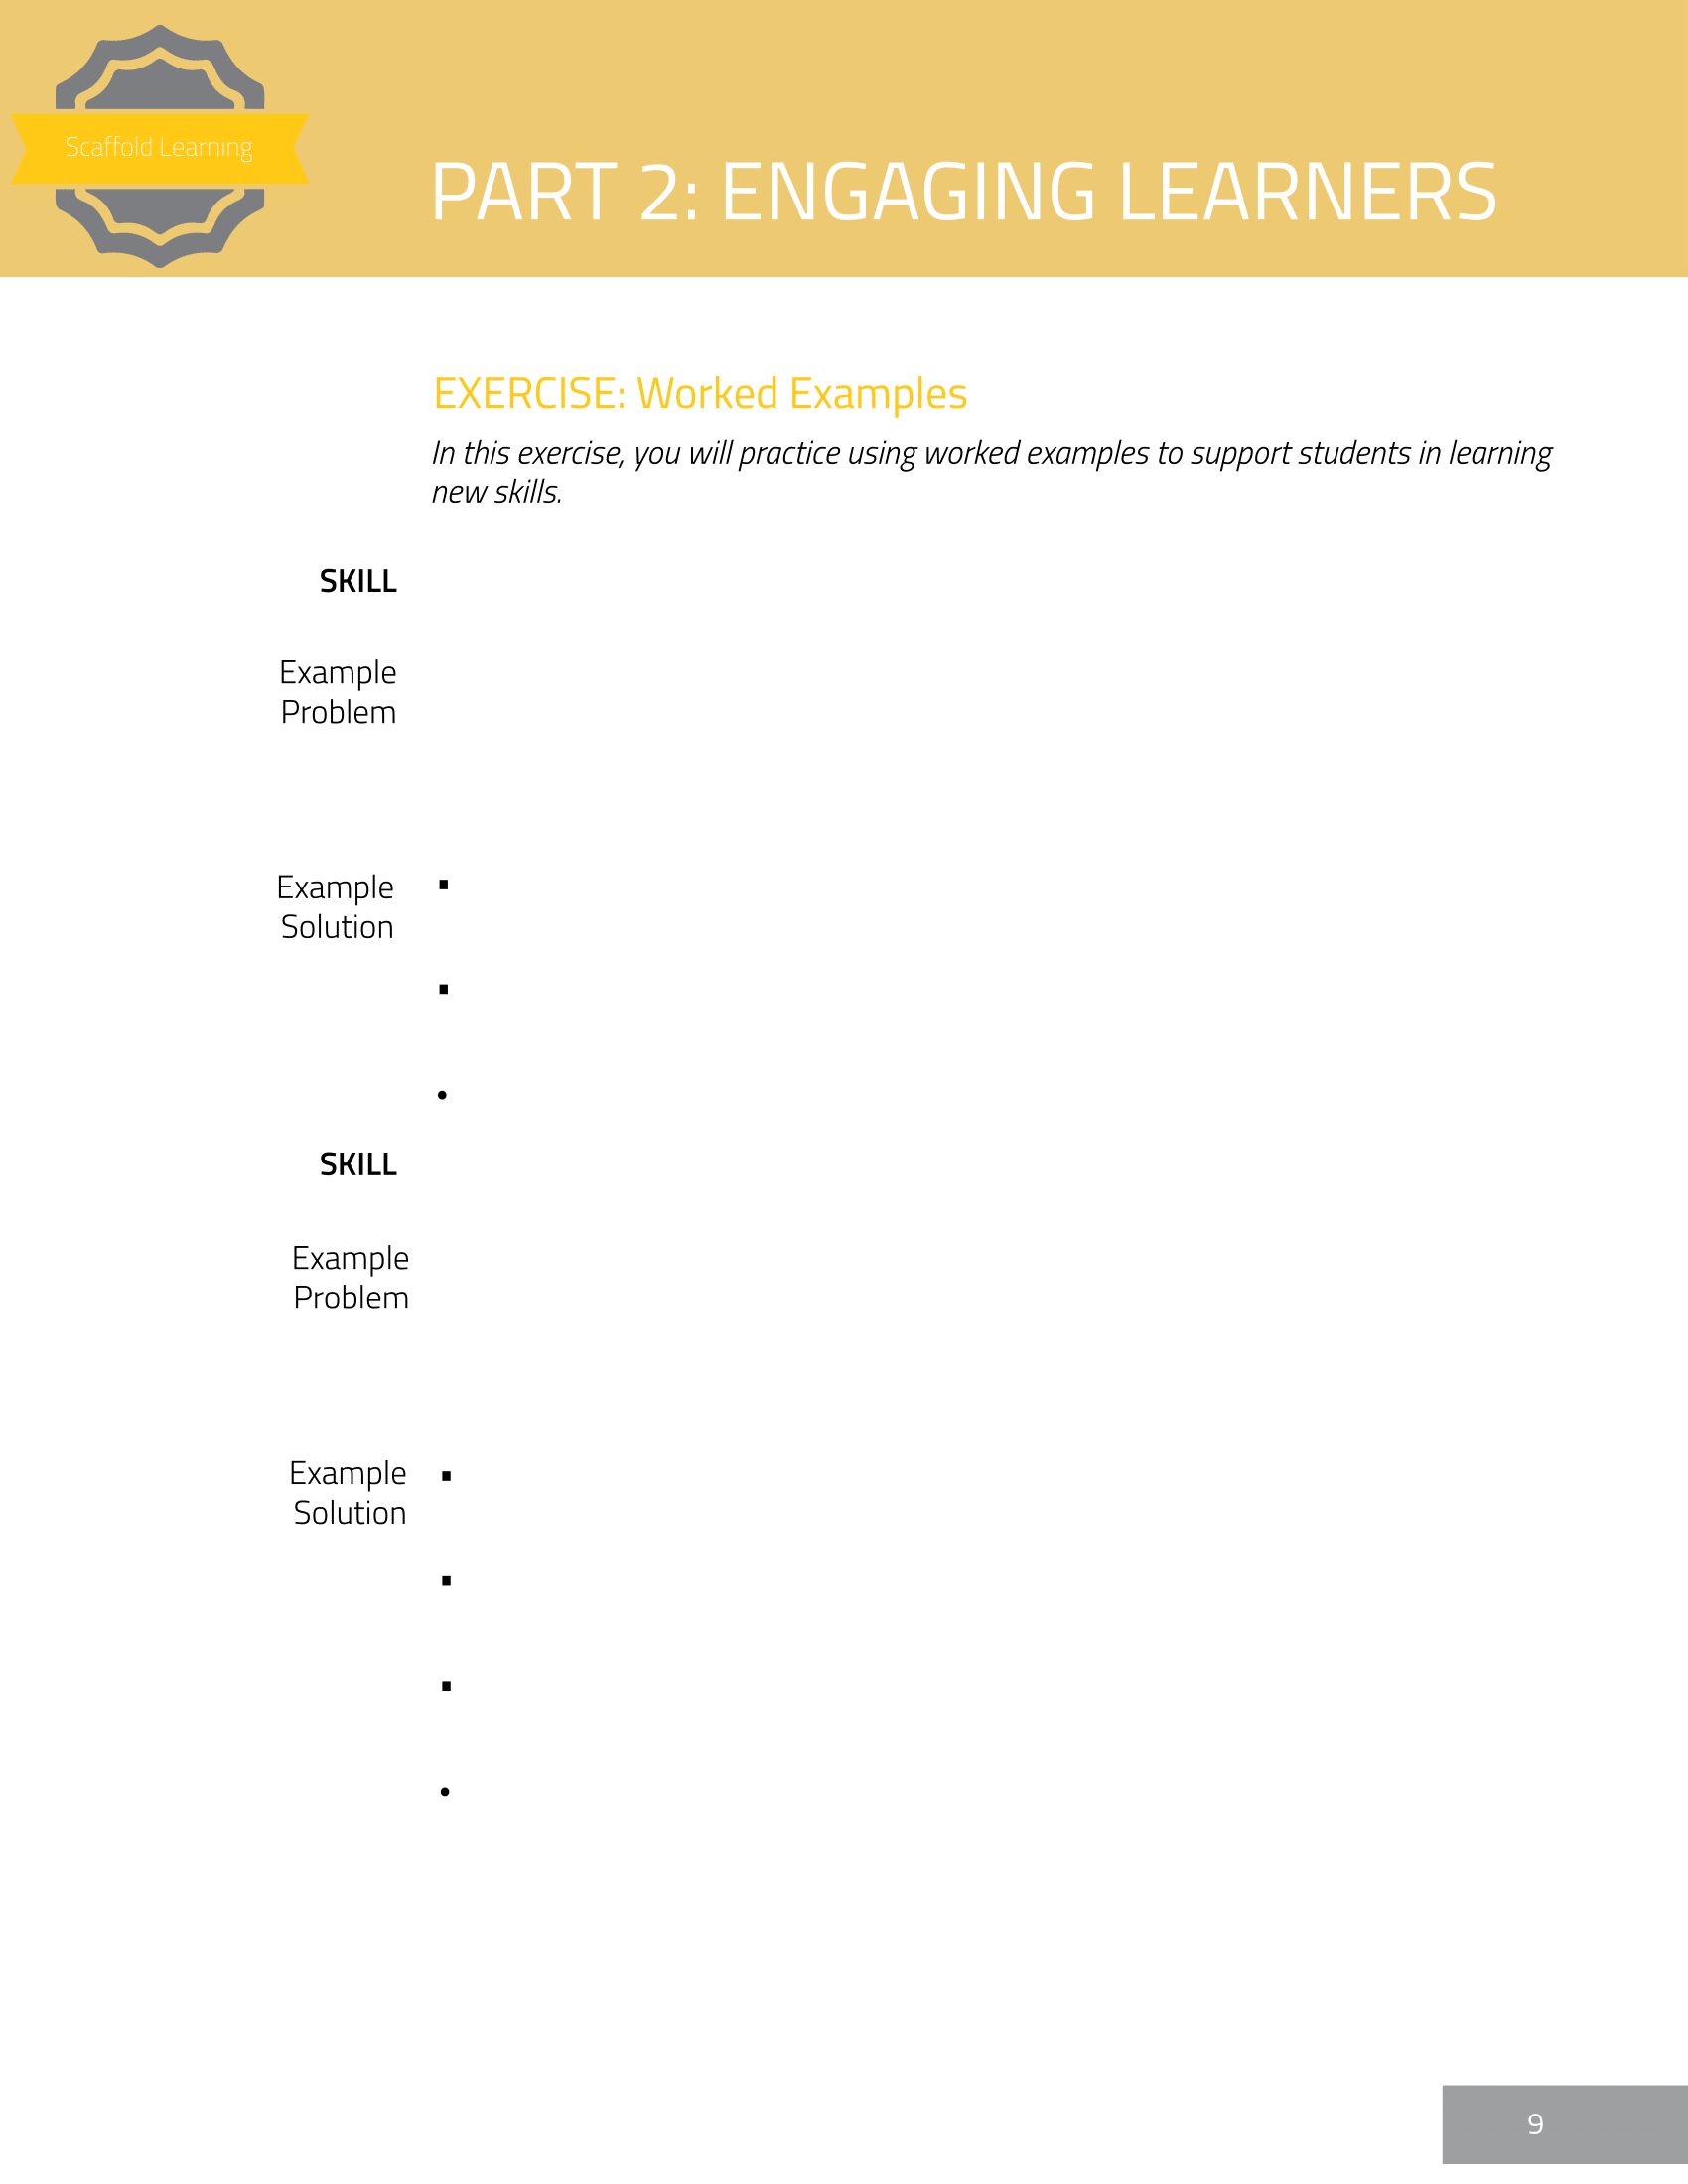 Scaffold Learning
PART 2: ENGAGING LEARNERS
EXERCISE: Worked Examples
In this exercise, you will practice using worked examples to support students in learning
new skills.
SKILL
Example
Problem
Example
Solution
SKILL
Example
Problem
Example
Solution
9